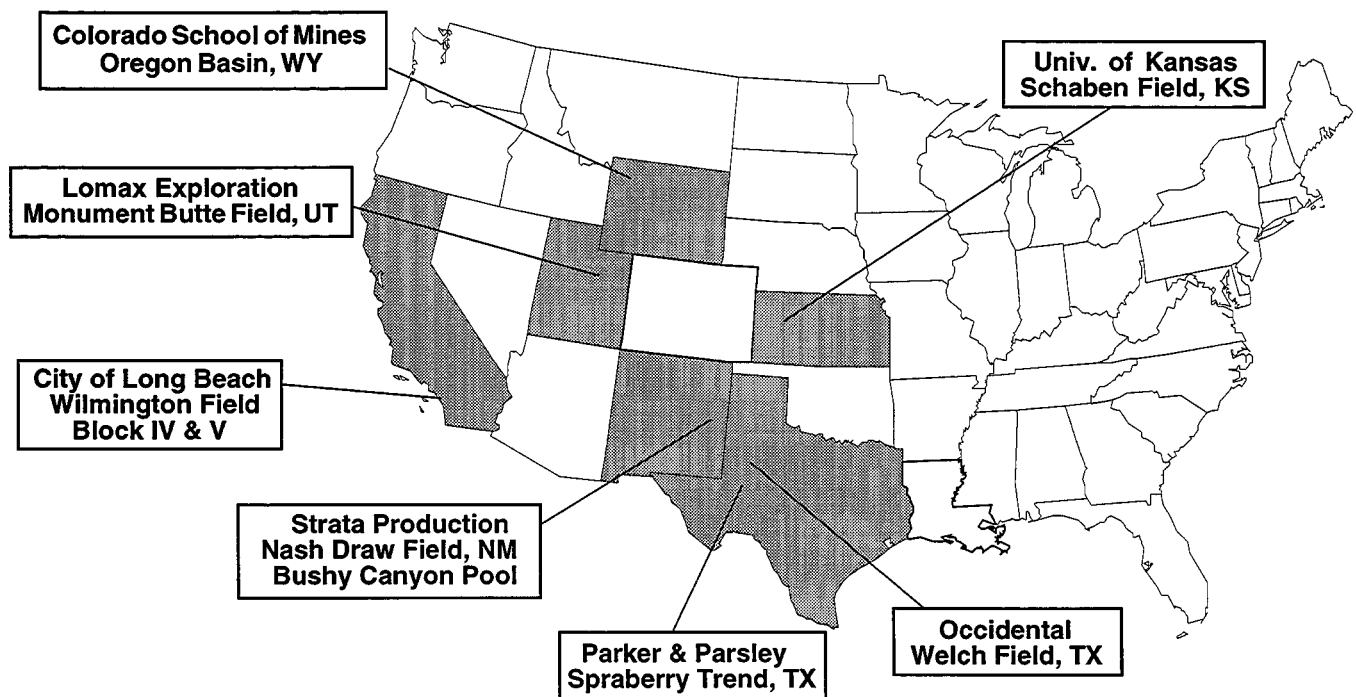 Colorado School of Mines
Oregon Basin, WY
Univ. of Kansas
Schaben Field, KS
Lomax Exploration
Monument Butte Field, UT
City of Long Beach
Wilmington Field
Block IV & V
Strata Production
Nash Draw Field, NM
Bushy Canyon Pool
Parker & Parsley
Spraberry Trend, TX
Occidental
Welch Field, TX